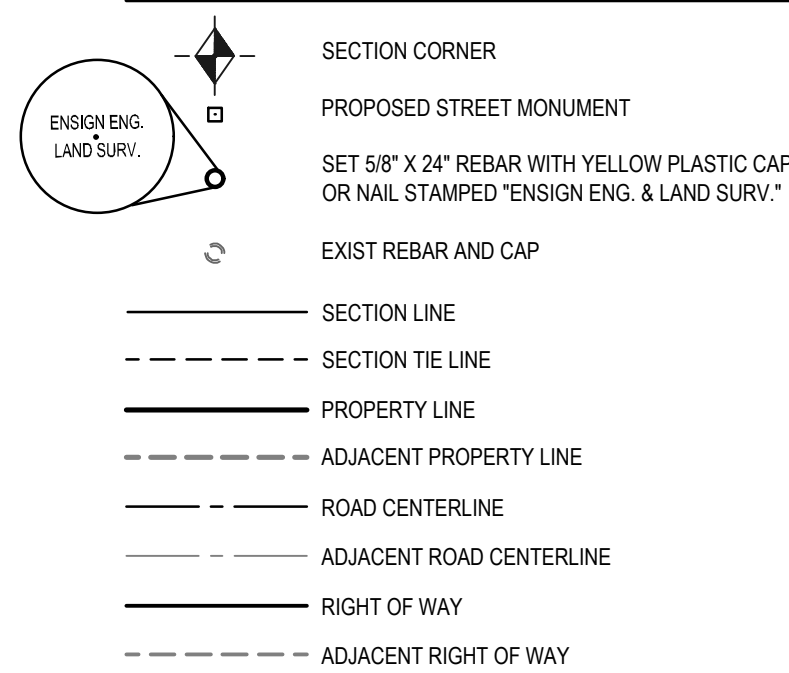 SECTION CORNER
ENSIGN ENG.
LAND SURV.
PROPOSED STREET MONUMENT
SET 5/8" X 24" REBAR WITH YELLOW PLASTIC CAP
OR NAIL STAMPED "ENSIGN ENG. & LAND SURV."
EXIST REBAR AND CAP
SECTION LINE
SECTION TIE LINE
PROPERTY LINE
ADJACENT PROPERTY LINE
ROAD CENTERLINE
ADJACENT ROAD CENTERLINE
RIGHT OF WAY
ADJACENT RIGHT OF WAY